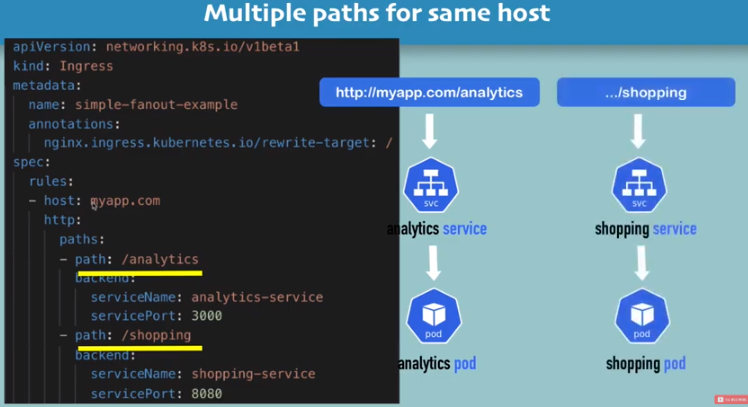 Multiple paths for same host
apiVersion: networking.k8s.io/v1beta1
kind: Ingress
metadata:
name: simple-fanout-example
annotations:
nginx.ingress.kubernetes.io/rewrite-target: /
spec:
rules:
- host: myapp.com
http:
paths:
- path: /analytics
backend:
serviceName: analytics-service
servicePort: 3000
- path: /shopping
backend:
serviceName: shopping-service
servicePort: 8080
http://myapp.com/analytics
svc
analytics service
pod
analytics pod
.../shopping
svc
shopping service
pod
shopping pod